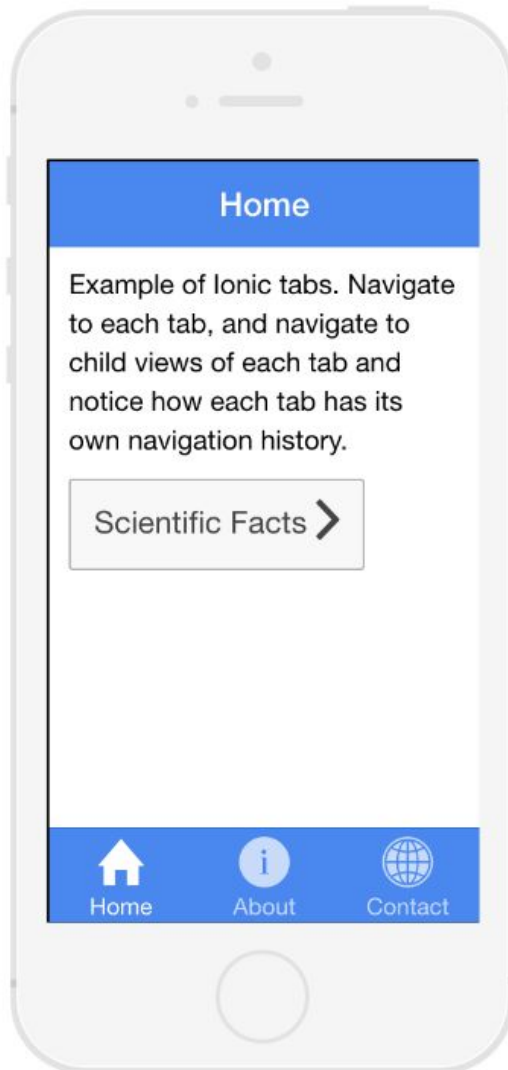 Home
Example of Ionic tabs. Navigate
to each tab, and navigate to
child views of each tab and
notice how each tab has its
own navigation history.
Scientific Facts
Home About Contact